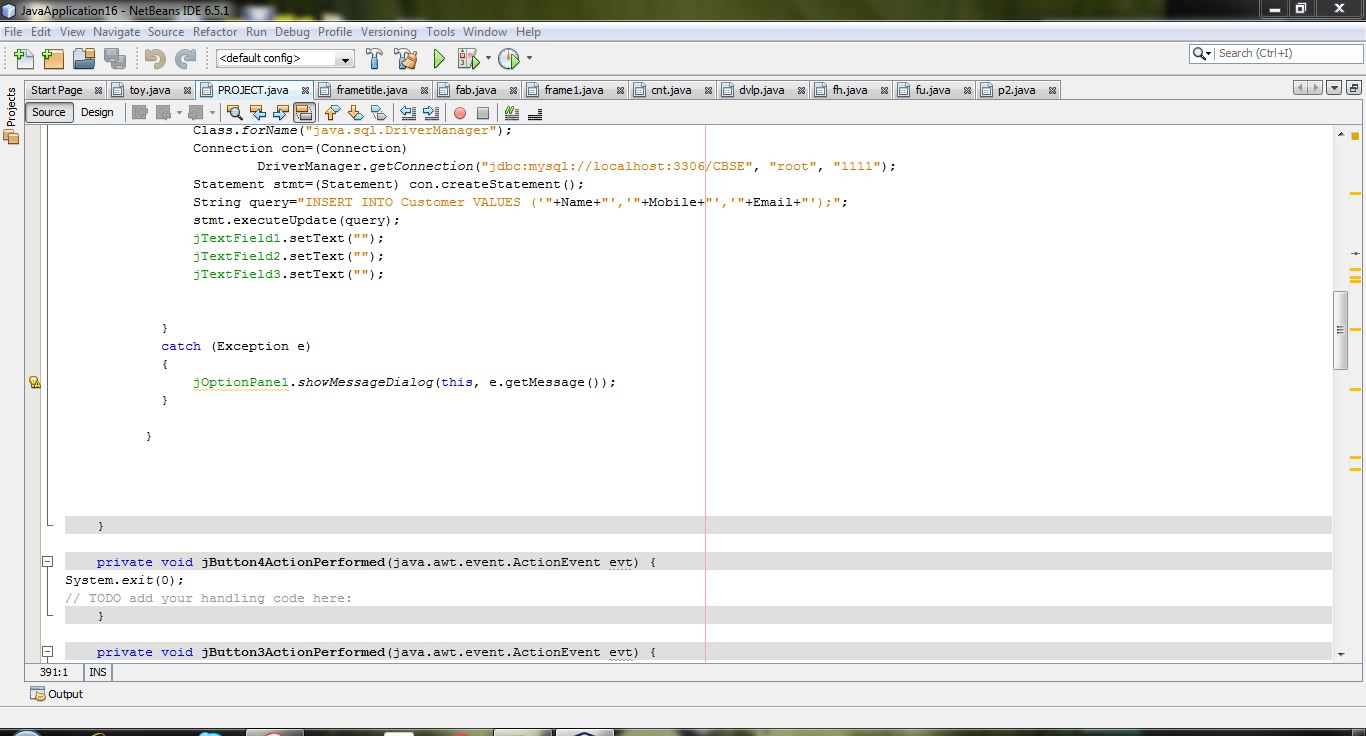 JavaApplication16 - NetBeans IDE 6.5.1
File Edit View Navigate Source Refactor Run Debug Profile Versioning Tools Window Help
<default config>
Search (Ctrl+I)
Projects
Start Page toy.java PROJECT.java frametitle.java fab.java frame1.java cnt.java dvlp.java fh.java fu.java p2.java
Source Design
Class.forName("java.sql.DriverManager");
Connection con=(Connection)
DriverManager.getConnection("jdbc:mysql://localhost:3306/CBSE", "root", "1111");
Statement stmt=(Statement) con.createStatement();
String query="INSERT INTO Customer VALUES ('"+Name+"','"+Mobile+"','"+Email+"');";
stmt.executeUpdate(query);
jTextField1.setText("");
jTextField2.setText("");
jTextField3.setText("");
}
catch (Exception e)
{
jOptionPane1.showMessageDialog(this, e.getMessage());
}
}
}
private void jButton4ActionPerformed(java.awt.event.ActionEvent evt) {
System.exit(0);
// TODO add your handling code here:
}
private void jButton3ActionPerformed(java.awt.event.ActionEvent evt) {
391:1 INS
Output